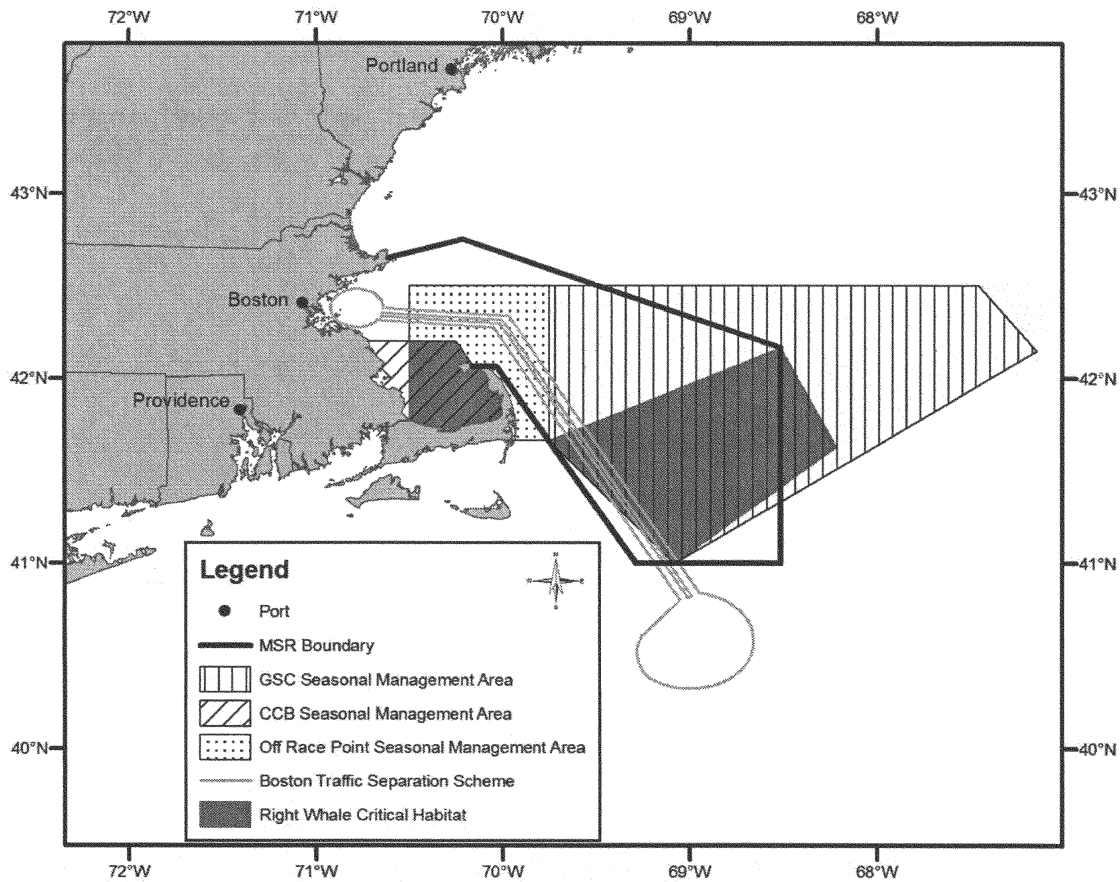 72°W 71°W 70°W 69°W 68°W
Portland
43°N 43°N
Boston
42°N 42°N
Providence
41°N 41°N
Legend
Port
MSR Boundary
GSC Seasonal Management Area
CCB Seasonal Management Area
Off Race Point Seasonal Management Area
Boston Traffic Separation Scheme
Right Whale Critical Habitat
40°N 40°N
72°W 71°W 70°W 69°W 68°W